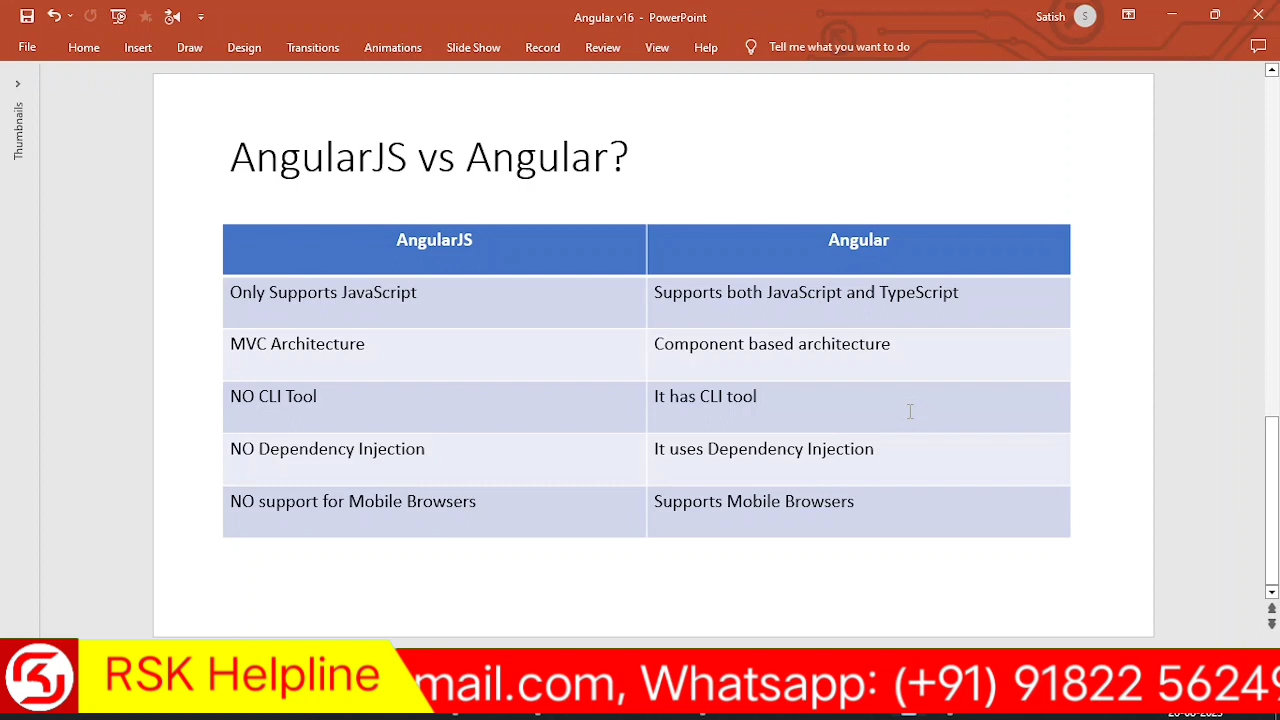 Angular v16 - PowerPoint
Satish
S
File
Home
Insert
Draw
Design
Transitions
Animations
Slide Show
Record
Review
View
Help
Tell me what you want to do
Thumbnails
AngularJS vs Angular?
AngularJS
Angular
Only Supports JavaScript
Supports both JavaScript and TypeScript
MVC Architecture
Component based architecture
NO CLI Tool
It has CLI tool
NO Dependency Injection
It uses Dependency Injection
NO support for Mobile Browsers
Supports Mobile Browsers
RSK Helpline
mail.com, Whatsapp: (+91) 91822 5624